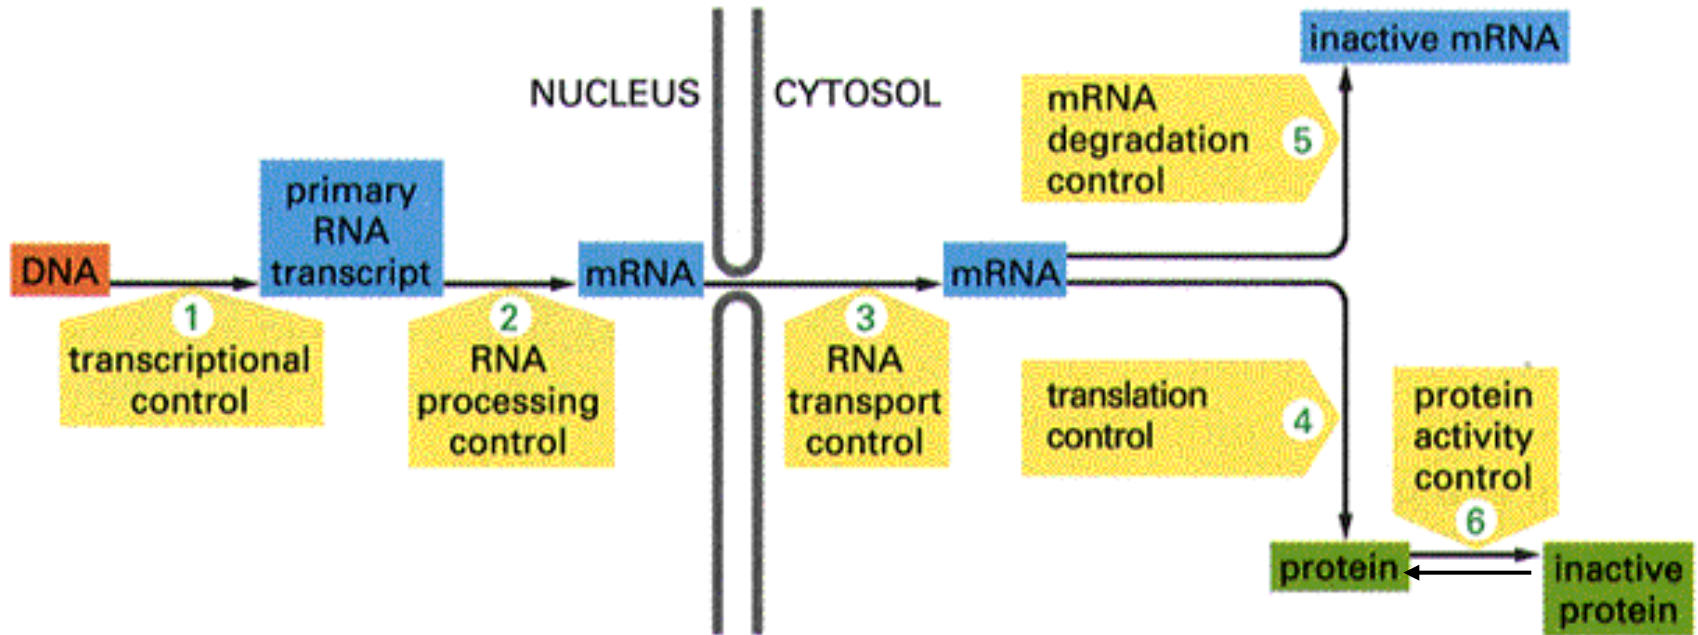 NUCLEUS
CYTOSOL
DNA
primary
RNA
transcript
mRNA
mRNA
inactive mRNA
1
transcriptional
control
2
RNA
processing
control
3
RNA
transport
control
mRNA
degradation
control
5
translation
control
4
protein
activity
control
6
protein
inactive
protein